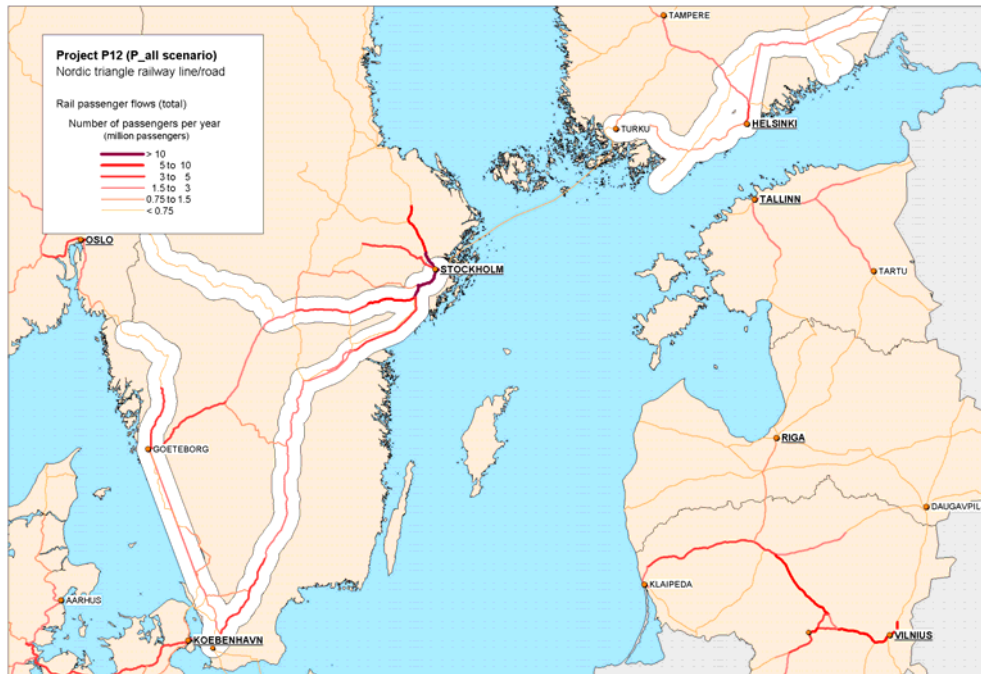 TAMPERE
Project P12 (P_all scenario)
Nordic triangle railway line/road
Rail passenger flows (total)
Number of passengers per year
(million passengers)
> 10
5 to 10
3 to 5
1.5 to 3
0.75 to 1.5
< 0.75
TURKU
HELSINKI
TALLINN
OSLO
STOCKHOLM
TARTU
RIGA
GOETEBORG
DAUGAVPIL
KLAIPEDA
AARHUS
KOEBENHAVN
VILNIUS